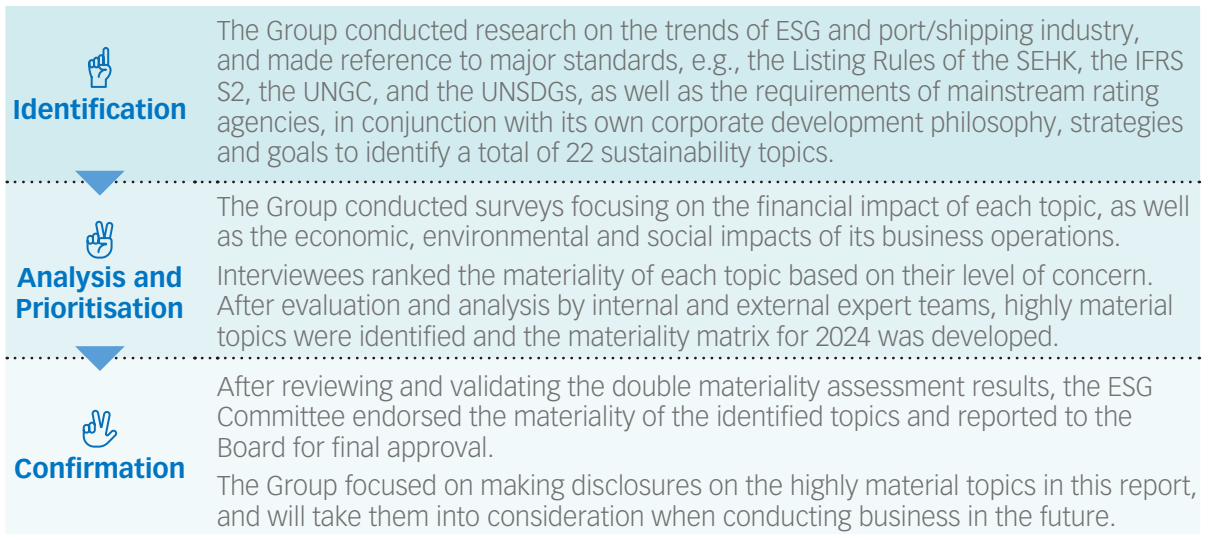 Identification
The Group conducted research on the trends of ESG and port/shipping industry,
and made reference to major standards, e.g., the Listing Rules of the SEHK, the IFRS
S2, the UNGC, and the UNSDGs, as well as the requirements of mainstream rating
agencies, in conjunction with its own corporate development philosophy, strategies
and goals to identify a total of 22 sustainability topics.
Analysis and
Prioritisation
The Group conducted surveys focusing on the financial impact of each topic, as well
as the economic, environmental and social impacts of its business operations.
Interviewees ranked the materiality of each topic based on their level of concern.
After evaluation and analysis by internal and external expert teams, highly material
topics were identified and the materiality matrix for 2024 was developed.
Confirmation
After reviewing and validating the double materiality assessment results, the ESG
Committee endorsed the materiality of the identified topics and reported to the
Board for final approval.
The Group focused on making disclosures on the highly material topics in this report,
and will take them into consideration when conducting business in the future.